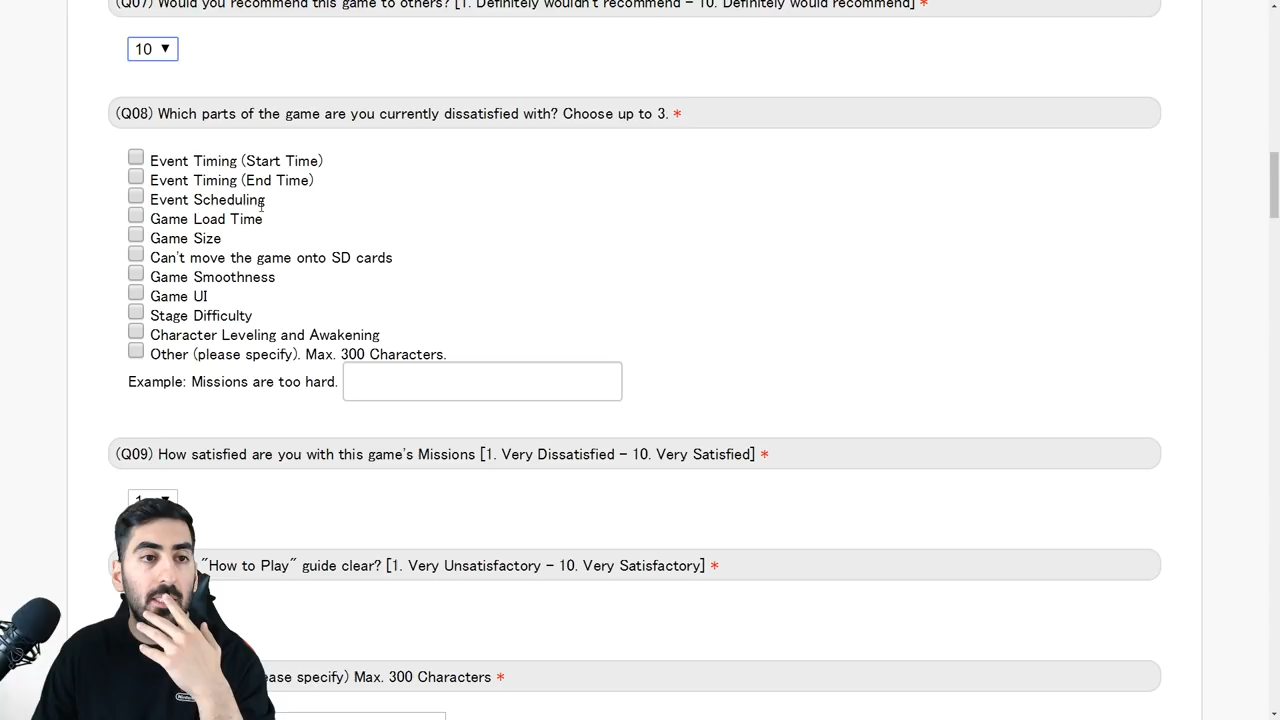 (Q07) Would you recommend this game to others? [1. Definitely wouldn't recommend - 10. Definitely would recommend] *
10 ▼
(Q08) Which parts of the game are you currently dissatisfied with? Choose up to 3. *
Event Timing (Start Time)
Event Timing (End Time)
Event Scheduling
Game Load Time
Game Size
Can't move the game onto SD cards
Game Smoothness
Game UI
Stage Difficulty
Character Leveling and Awakening
Other (please specify). Max. 300 Characters.
Example: Missions are too hard.
(Q09) How satisfied are you with this game's Missions [1. Very Dissatisfied - 10. Very Satisfied] *
"How to Play" guide clear? [1. Very Unsatisfactory - 10. Very Satisfactory] *
specify) Max. 300 Characters *